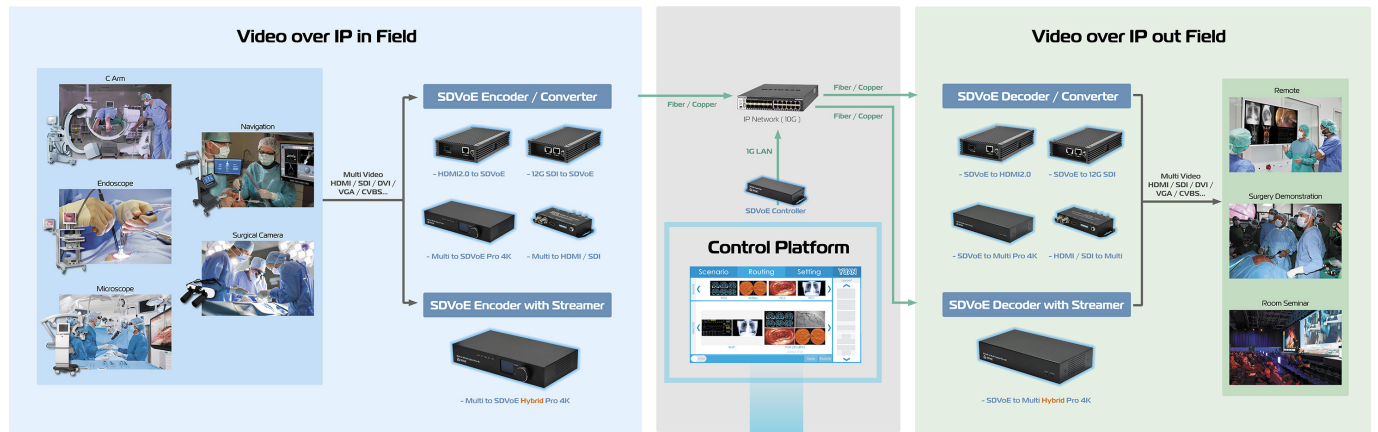 Video over IP in Field
C Arm
Navigation
Endoscope
Surgical Camera
Microscope
Multi Video
HDMI / SDI / DVI /
VGA / CVBS...
SDVoE Encoder / Converter
- HDMI2.0 to SDVoE
- 12G SDI to SDVoE
- Multi to SDVoE Pro 4K
- Multi to HDMI / SDI
SDVoE Encoder with Streamer
- Multi to SDVoE Hybrid Pro 4K
Fiber / Copper
IP Network ( 10G )
1G LAN
SDVoE Controller
Control Platform
Scenario
Routing
Setting
YUAN
Fiber / Copper
Fiber / Copper
Video over IP out Field
SDVoE Decoder / Converter
- SDVoE to HDMI2.0
- SDVoE to 12G SDI
- SDVoE to Multi Pro 4K
- HDMI / SDI to Multi
SDVoE Decoder with Streamer
- SDVoE to Multi Hybrid Pro 4K
Multi Video
HDMI / SDI / DVI /
VGA / CVBS...
Remote
Surgery Demonstration
Room Seminar